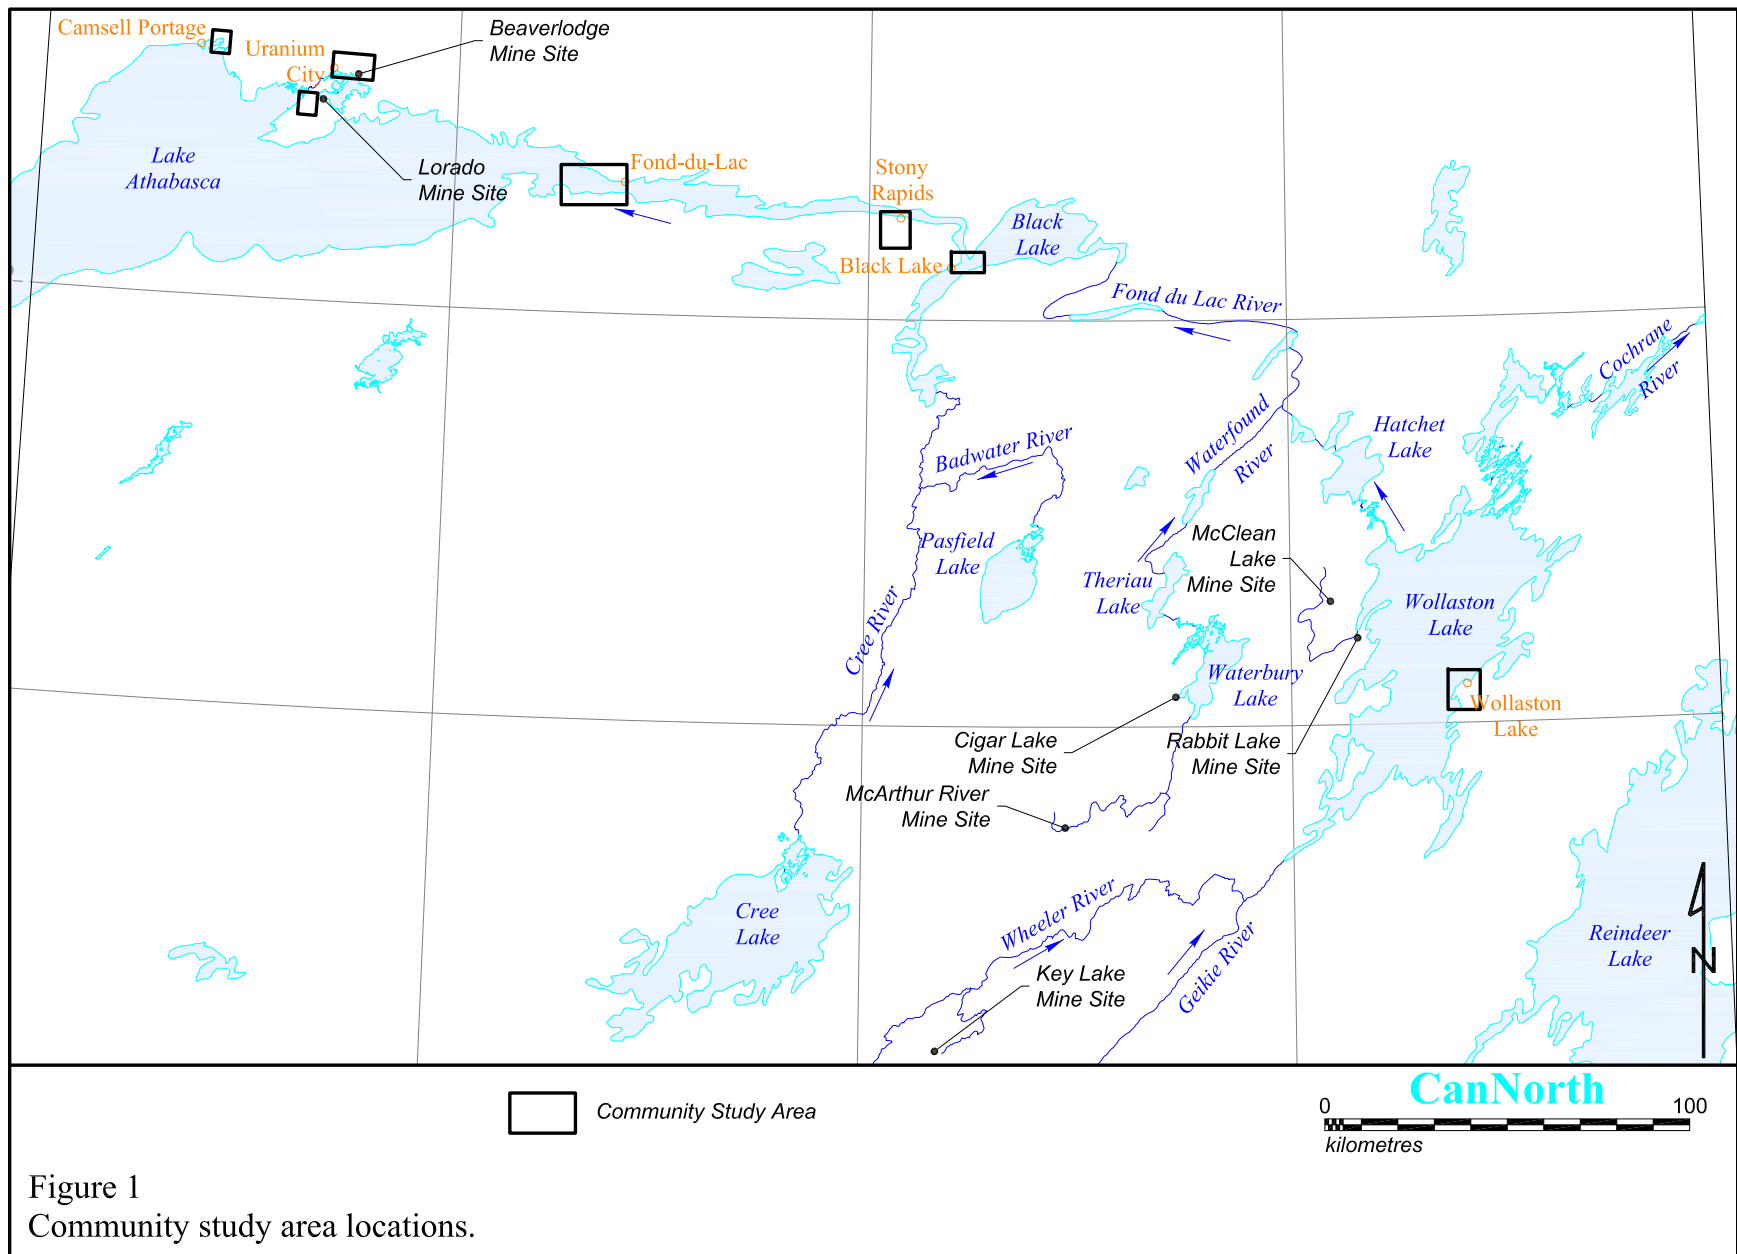 Camsell Portage
Uranium
City
Beaverlodge
Mine Site
Lake
Athabasca
Lorado
Mine Site
Fond-du-Lac
Stony
Rapids
Black
Lake
Black Lake
Fond du Lac River
Cochrane
River
Hatchet
Lake
Waterfound
River
Badwater River
Pasfield
Lake
McClean
Lake
Mine Site
Theriau
Lake
Wollaston
Lake
Cree River
Waterbury
Lake
Wollaston
Lake
Cigar Lake
Mine Site
Rabbit Lake
Mine Site
McArthur River
Mine Site
Cree
Lake
Wheeler River
Geikie River
Key Lake
Mine Site
Reindeer
Lake
N
Community Study Area
CanNorth
0 100
kilometres
Figure 1
Community study area locations.